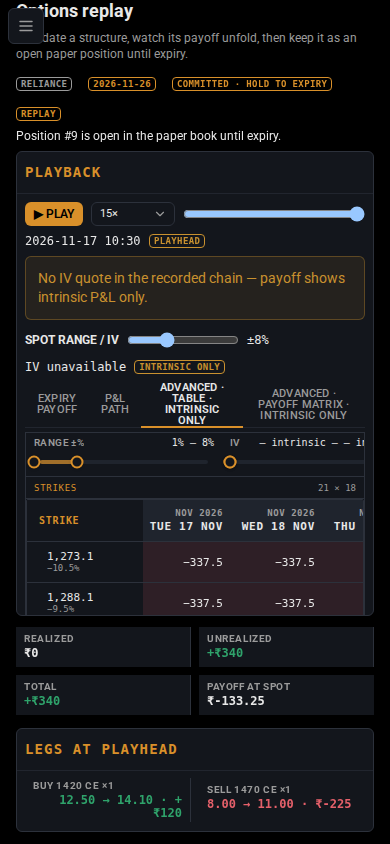 Options replay
date a structure, watch its payoff unfold, then keep it as an
open paper position until expiry.
RELIANCE 2026-11-26 COMMITTED · HOLD TO EXPIRY
REPLAY
Position #9 is open in the paper book until expiry.
PLAYBACK
▶ PLAY 15×
2026-11-17 10:30 PLAYHEAD
No IV quote in the recorded chain — payoff shows
intrinsic P&L only.
SPOT RANGE / IV ±8%
IV unavailable INTRINSIC ONLY
EXPIRY
PAYOFF
P&L
PATH
ADVANCED ·
TABLE ·
INTRINSIC
ONLY
ADVANCED ·
PAYOFF MATRIX ·
INTRINSIC ONLY
RANGE ±% 1% — 8% IV — intrinsic — — in
STRIKES 21 × 18
STRIKE
NOV 2026
TUE 17 NOV
NOV 2026
WED 18 NOV
THU
1,273.1
−10.5%
−337.5 −337.5
1,288.1
−9.5%
−337.5 −337.5
REALIZED
₹0
UNREALIZED
+₹340
TOTAL
+₹340
PAYOFF AT SPOT
₹-133.25
LEGS AT PLAYHEAD
BUY 1420 CE ×1
12.50 → 14.10 · +
₹120
SELL 1470 CE ×1
8.00 → 11.00 · ₹-225